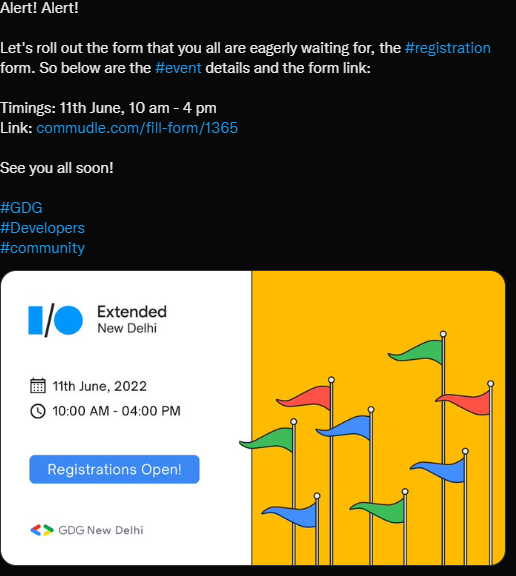 Alert! Alert!
Let's roll out the form that you all are eagerly waiting for, the #registration
form. So below are the #event details and the form link:
Timings: 11th June, 10 am - 4 pm
Link: commudle.com/fill-form/1365
See you all soon!
#GDG
#Developers
#community
I/O Extended
New Delhi
11th June, 2022
10:00 AM - 04:00 PM
Registrations Open!
GDG New Delhi